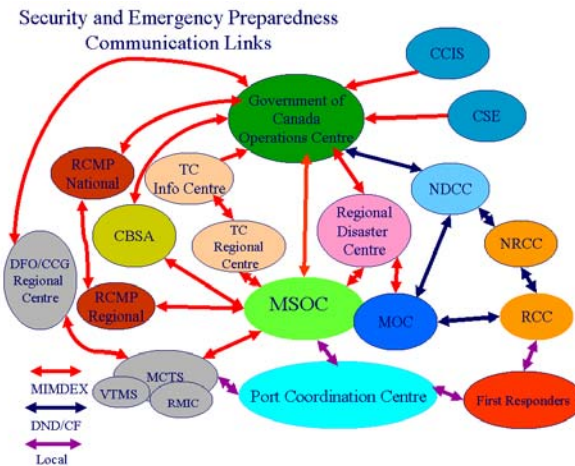 Security and Emergency Preparedness
Communication Links
CCIS
Government of
Canada
Operations Centre
CSE
RCMP
National
TC
Info Centre
NDCC
CBSA
TC
Regional
Centre
Regional
Disaster
Centre
NRCC
DFO/CCG
Regional
Centre
RCMP
Regional
MSOC
MOC
RCC
MIMDEX
MCTS
VTMS
RMIC
Port Coordination Centre
First Responders
DND/CF
Local